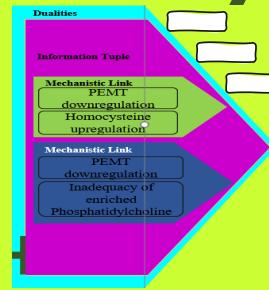 Dualities
Information Tuple
Mechanistic Link
PEMT
downregulation
Homocysteine
upregulation
Mechanistic Link
PEMT
downregulation
Inadequacy of
enriched
Phosphatidylcholine